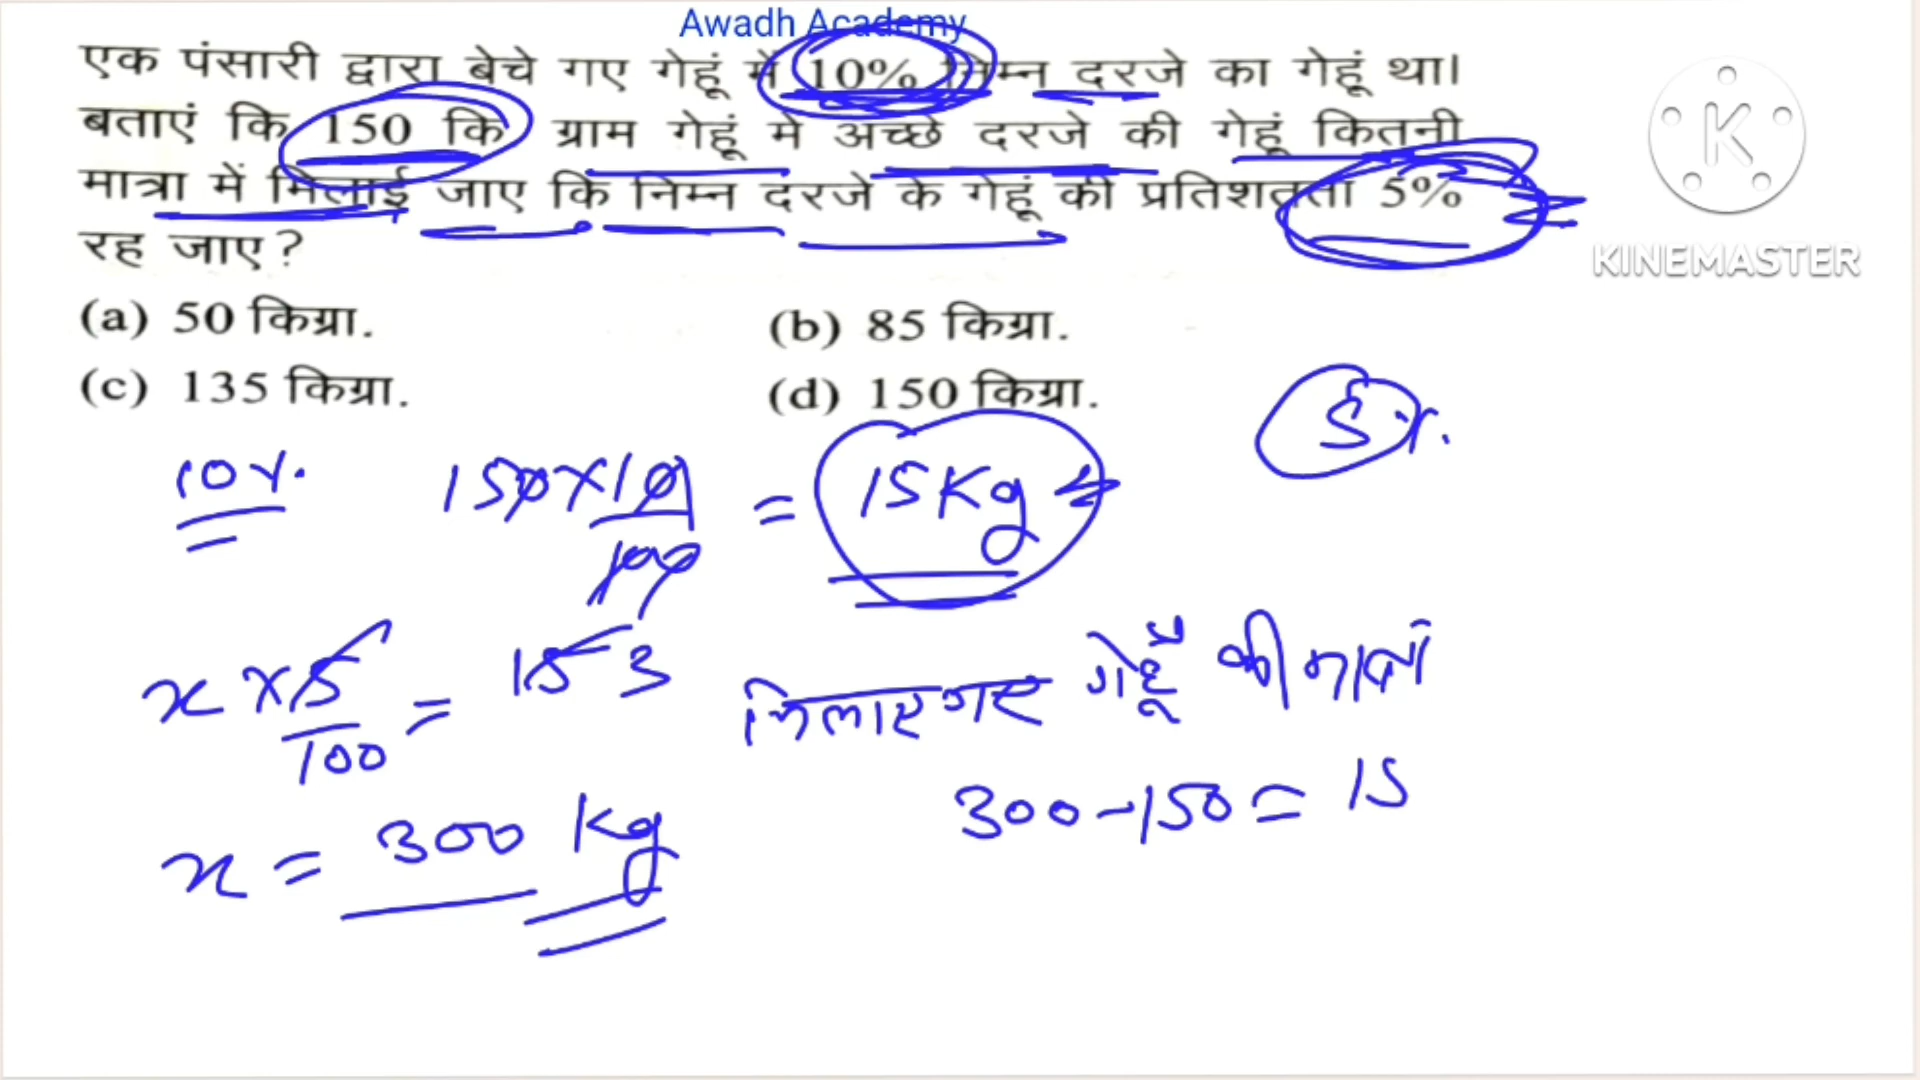 Awadh Academy
एक पंसारी द्वारा बेचे गए गेहूं में 10% निम्न दरजे का गेहूं था।
बताएं कि 150 कि ग्राम गेहूं मे अच्छे दरजे की गेहूं कितनी
मात्रा में मिलाई जाए कि निम्न दरजे के गेहूं की प्रतिशतता 5%
रह जाए?
(a) 50 किग्रा. (b) 85 किग्रा.
(c) 135 किग्रा. (d) 150 किग्रा.
KINEMASTER
5%.
10%. 150×10/100 = 15Kg
x×5/100 = 15 3
मिलाए गए गेहूँ की मात्रा
x = 300 Kg
300-150= 15